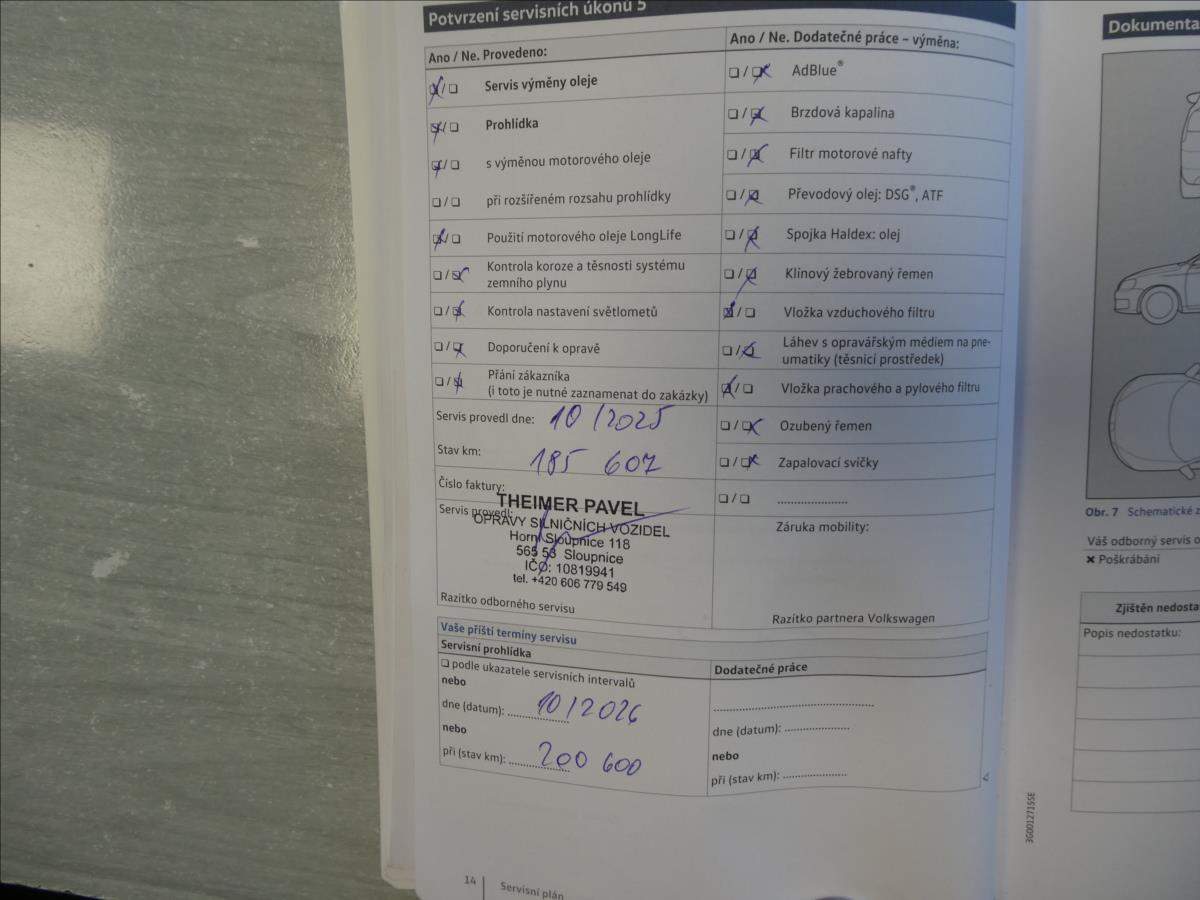 Potvrzení servisních úkonů 5
Ano / Ne. Provedeno:
Servis výměny oleje
Prohlídka
s výměnou motorového oleje
při rozšířeném rozsahu prohlídky
Použití motorového oleje LongLife
Kontrola koroze a těsnosti systému
zemního plynu
Kontrola nastavení světlometů
Doporučení k opravě
Přání zákazníka
(i toto je nutné zaznamenat do zakázky)
Servis provedl dne: 10/2025
Stav km: 185 607
Číslo faktury:
Servis provedl:
THEIMER PAVEL
OPRAVY SILNIČNÍCH VOZIDEL
Horní Sloupnice 118
565 53 Sloupnice
IČO: 10819941
tel. +420 606 779 549
Razítko odborného servisu
Ano / Ne. Dodatečné práce – výměna:
AdBlue®
Brzdová kapalina
Filtr motorové nafty
Převodový olej: DSG®, ATF
Spojka Haldex: olej
Klínový žebrovaný řemen
Vložka vzduchového filtru
Láhev s opravářským médiem na pne-
umatiky (těsnicí prostředek)
Vložka prachového a pylového filtru
Ozubený řemen
Zapalovací svíčky
Záruka mobility:
Razítko partnera Volkswagen
Vaše příští termíny servisu
Servisní prohlídka
podle ukazatele servisních intervalů
nebo
dne (datum): 10/2026
nebo
při (stav km): 200 600
Dodatečné práce
dne (datum):
nebo
při (stav km):
14 Servisní plán
3G0012715SE
Dokumenta
Obr. 7 Schematické z
Váš odborný servis o
× Poškrábání
Zjištěn nedosta
Popis nedostatku: